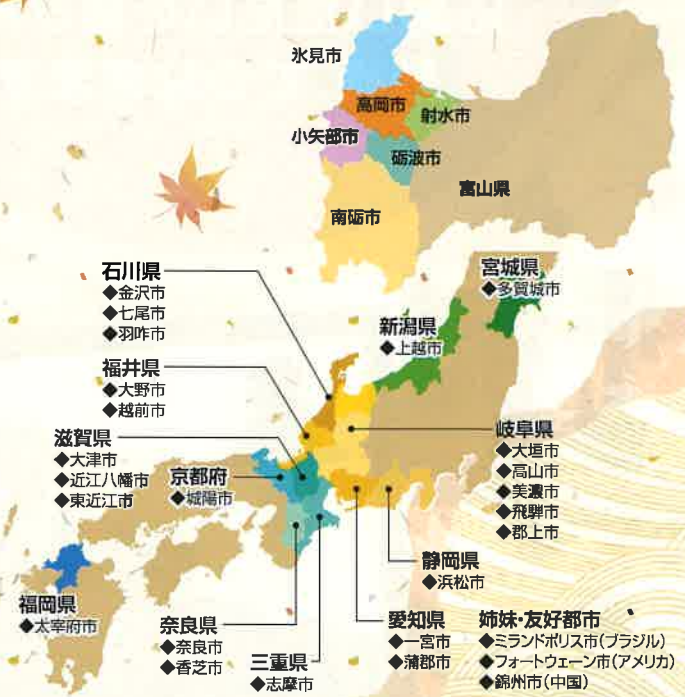 氷見市
高岡市
射水市
小矢部市
砺波市
富山県
南砺市
石川県
◆金沢市
◆七尾市
◆羽咋市
宮城県
◆多賀城市
新潟県
◆上越市
福井県
◆大野市
◆越前市
滋賀県
◆大津市
◆近江八幡市
◆東近江市
京都府
◆城陽市
岐阜県
◆大垣市
◆高山市
◆美濃市
◆飛騨市
◆郡上市
静岡県
◆浜松市
福岡県
◆太宰府市
奈良県
◆奈良市
◆香芝市
三重県
◆志摩市
愛知県
◆一宮市
◆蒲郡市
姉妹・友好都市
◆ミランドポリス市(ブラジル)
◆フォートウェーン市(アメリカ)
◆錦州市(中国)